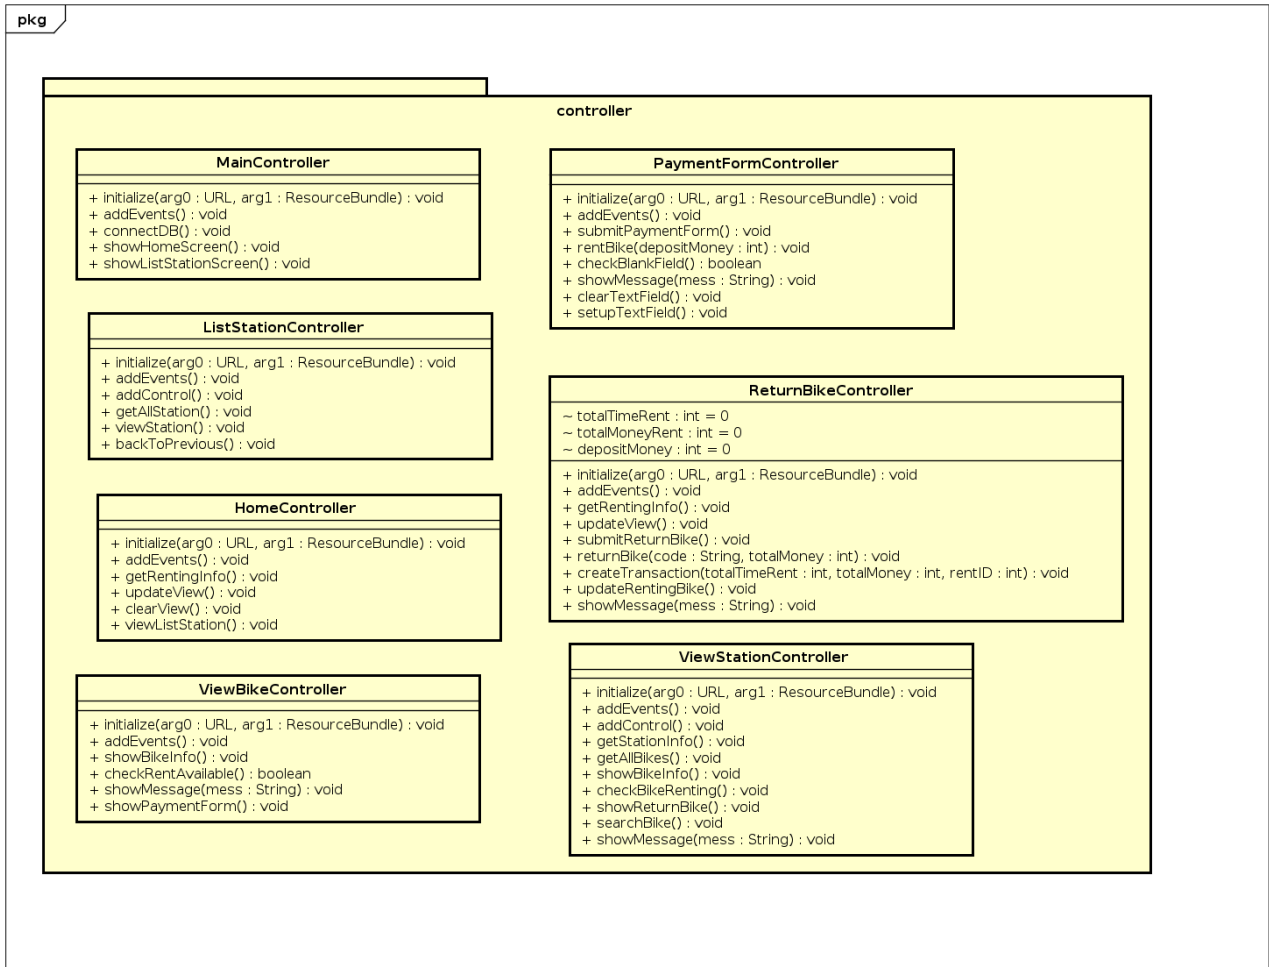 pkg
controller
MainController
+ initialize(arg0 : URL, arg1 : ResourceBundle) : void
+ addEvents() : void
+ connectDB() : void
+ showHomeScreen() : void
+ showListStationScreen() : void
ListStationController
+ initialize(arg0 : URL, arg1 : ResourceBundle) : void
+ addEvents() : void
+ addControl() : void
+ getAllStation() : void
+ viewStation() : void
+ backToPrevious() : void
HomeController
+ initialize(arg0 : URL, arg1 : ResourceBundle) : void
+ addEvents() : void
+ getRentingInfo() : void
+ updateView() : void
+ clearView() : void
+ viewListStation() : void
ViewBikeController
+ initialize(arg0 : URL, arg1 : ResourceBundle) : void
+ addEvents() : void
+ showBikeInfo() : void
+ checkRentAvailable() : boolean
+ showMessage(mess : String) : void
+ showPaymentForm() : void
PaymentFormController
+ initialize(arg0 : URL, arg1 : ResourceBundle) : void
+ addEvents() : void
+ submitPaymentForm() : void
+ rentBike(depositMoney : int) : void
+ checkBlankField() : boolean
+ showMessage(mess : String) : void
+ clearTextField() : void
+ setupTextField() : void
ReturnBikeController
~ totalTimeRent : int = 0
~ totalMoneyRent : int = 0
~ depositMoney : int = 0
+ initialize(arg0 : URL, arg1 : ResourceBundle) : void
+ addEvents() : void
+ getRentingInfo() : void
+ updateView() : void
+ submitReturnBike() : void
+ returnBike(code : String, totalMoney : int) : void
+ createTransaction(totalTimeRent : int, totalMoney : int, rentID : int) : void
+ updateRentingBike() : void
+ showMessage(mess : String) : void
ViewStationController
+ initialize(arg0 : URL, arg1 : ResourceBundle) : void
+ addEvents() : void
+ addControl() : void
+ getStationInfo() : void
+ getAllBikes() : void
+ showBikeInfo() : void
+ checkBikeRenting() : void
+ showReturnBike() : void
+ searchBike() : void
+ showMessage(mess : String) : void